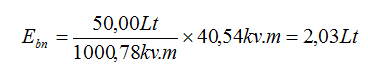 E_bn = 50,00Lt / 1000,78kv.m × 40,54kv.m = 2,03Lt